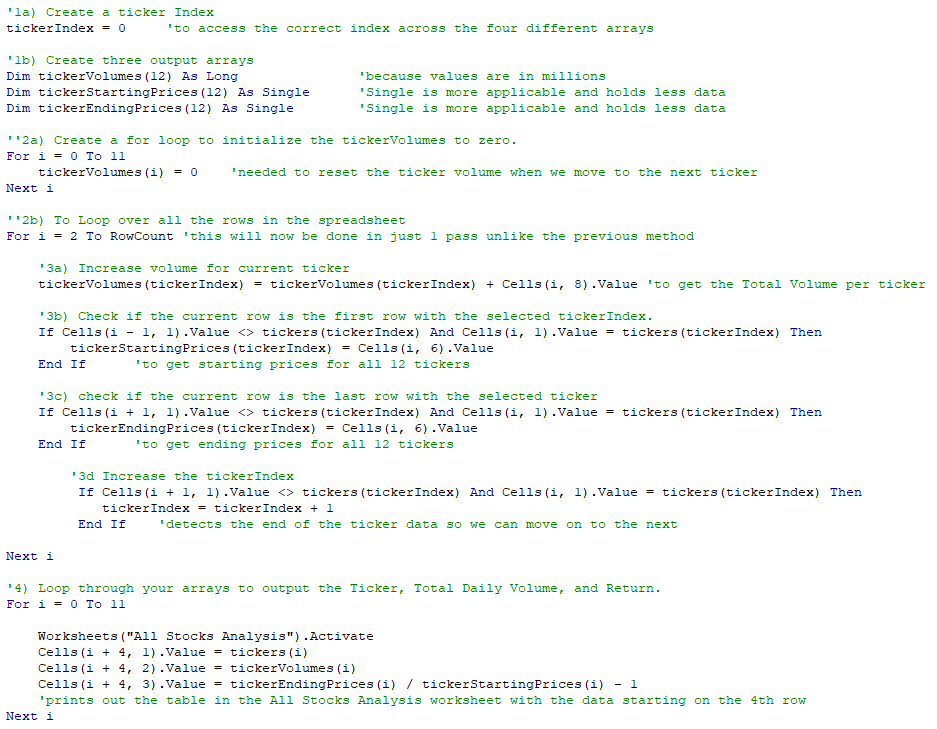 '1a) Create a ticker Index
tickerIndex = 0     'to access the correct index across the four different arrays
'1b) Create three output arrays
Dim tickerVolumes(12) As Long               'because values are in millions
Dim tickerStartingPrices(12) As Single      'Single is more applicable and holds less data
Dim tickerEndingPrices(12) As Single        'Single is more applicable and holds less data
''2a) Create a for loop to initialize the tickerVolumes to zero.
For i = 0 To 11
    tickerVolumes(i) = 0    'needed to reset the ticker volume when we move to the next ticker
Next i
''2b) To Loop over all the rows in the spreadsheet
For i = 2 To RowCount 'this will now be done in just 1 pass unlike the previous method
    '3a) Increase volume for current ticker
    tickerVolumes(tickerIndex) = tickerVolumes(tickerIndex) + Cells(i, 8).Value 'to get the Total Volume per ticker
    '3b) Check if the current row is the first row with the selected tickerIndex.
    If Cells(i - 1, 1).Value <> tickers(tickerIndex) And Cells(i, 1).Value = tickers(tickerIndex) Then
        tickerStartingPrices(tickerIndex) = Cells(i, 6).Value
    End If      'to get starting prices for all 12 tickers
    '3c) check if the current row is the last row with the selected ticker
    If Cells(i + 1, 1).Value <> tickers(tickerIndex) And Cells(i, 1).Value = tickers(tickerIndex) Then
        tickerEndingPrices(tickerIndex) = Cells(i, 6).Value
    End If      'to get ending prices for all 12 tickers
        '3d Increase the tickerIndex
         If Cells(i + 1, 1).Value <> tickers(tickerIndex) And Cells(i, 1).Value = tickers(tickerIndex) Then
            tickerIndex = tickerIndex + 1
         End If    'detects the end of the ticker data so we can move on to the next
Next i
'4) Loop through your arrays to output the Ticker, Total Daily Volume, and Return.
For i = 0 To 11
    Worksheets("All Stocks Analysis").Activate
    Cells(i + 4, 1).Value = tickers(i)
    Cells(i + 4, 2).Value = tickerVolumes(i)
    Cells(i + 4, 3).Value = tickerEndingPrices(i) / tickerStartingPrices(i) - 1
    'prints out the table in the All Stocks Analysis worksheet with the data starting on the 4th row
Next i